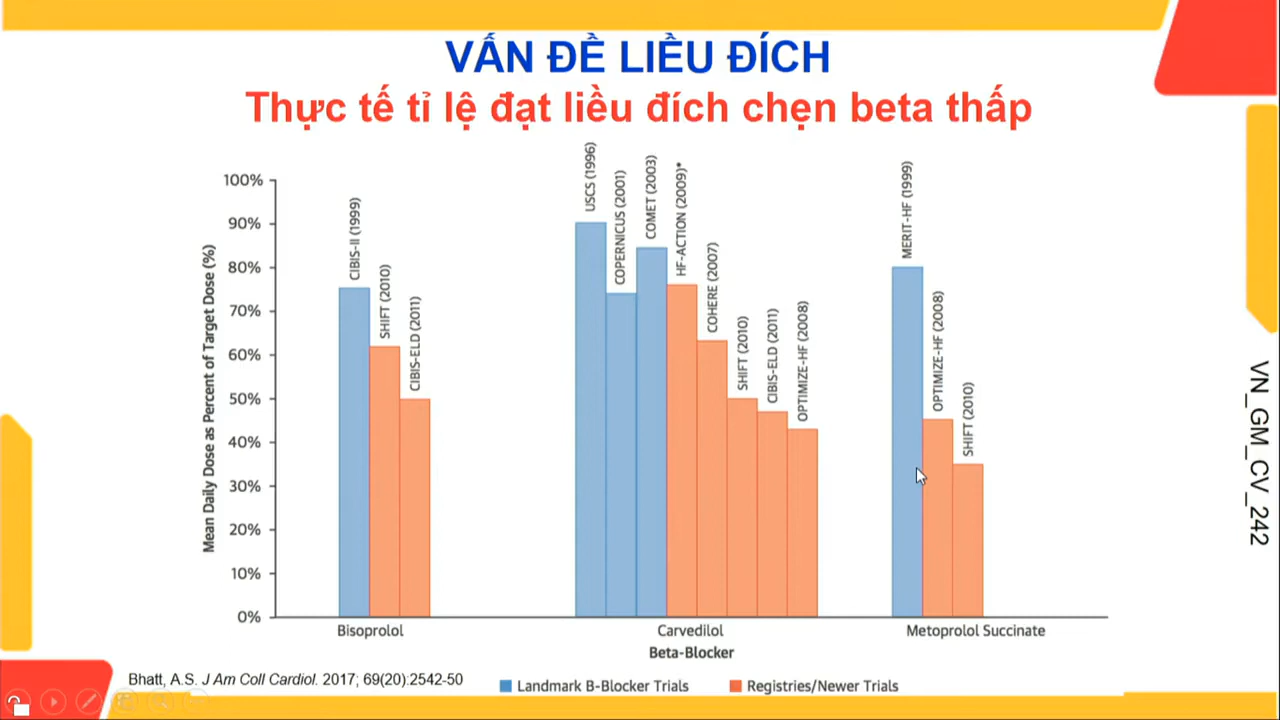 VẤN ĐỀ LIỀU ĐÍCH
Thực tế tỉ lệ đạt liều đích chẹn beta thấp
Mean Daily Dose as Percent of Target Dose (%)
100%
90%
80%
70%
60%
50%
40%
30%
20%
10%
0%
CIBIS-II (1999)
SHIFT (2010)
CIBIS-ELD (2011)
USCS (1996)
COPERNICUS (2001)
COMET (2003)
HF-ACTION (2009)*
COHERE (2007)
SHIFT (2010)
CIBIS-ELD (2011)
OPTIMIZE-HF (2008)
MERIT-HF (1999)
OPTIMIZE-HF (2008)
SHIFT (2010)
Bisoprolol
Carvedilol
Metoprolol Succinate
Beta-Blocker
Landmark B-Blocker Trials
Registries/Newer Trials
Bhatt, A.S. J Am Coll Cardiol. 2017; 69(20):2542-50
VN_GM_CV_242